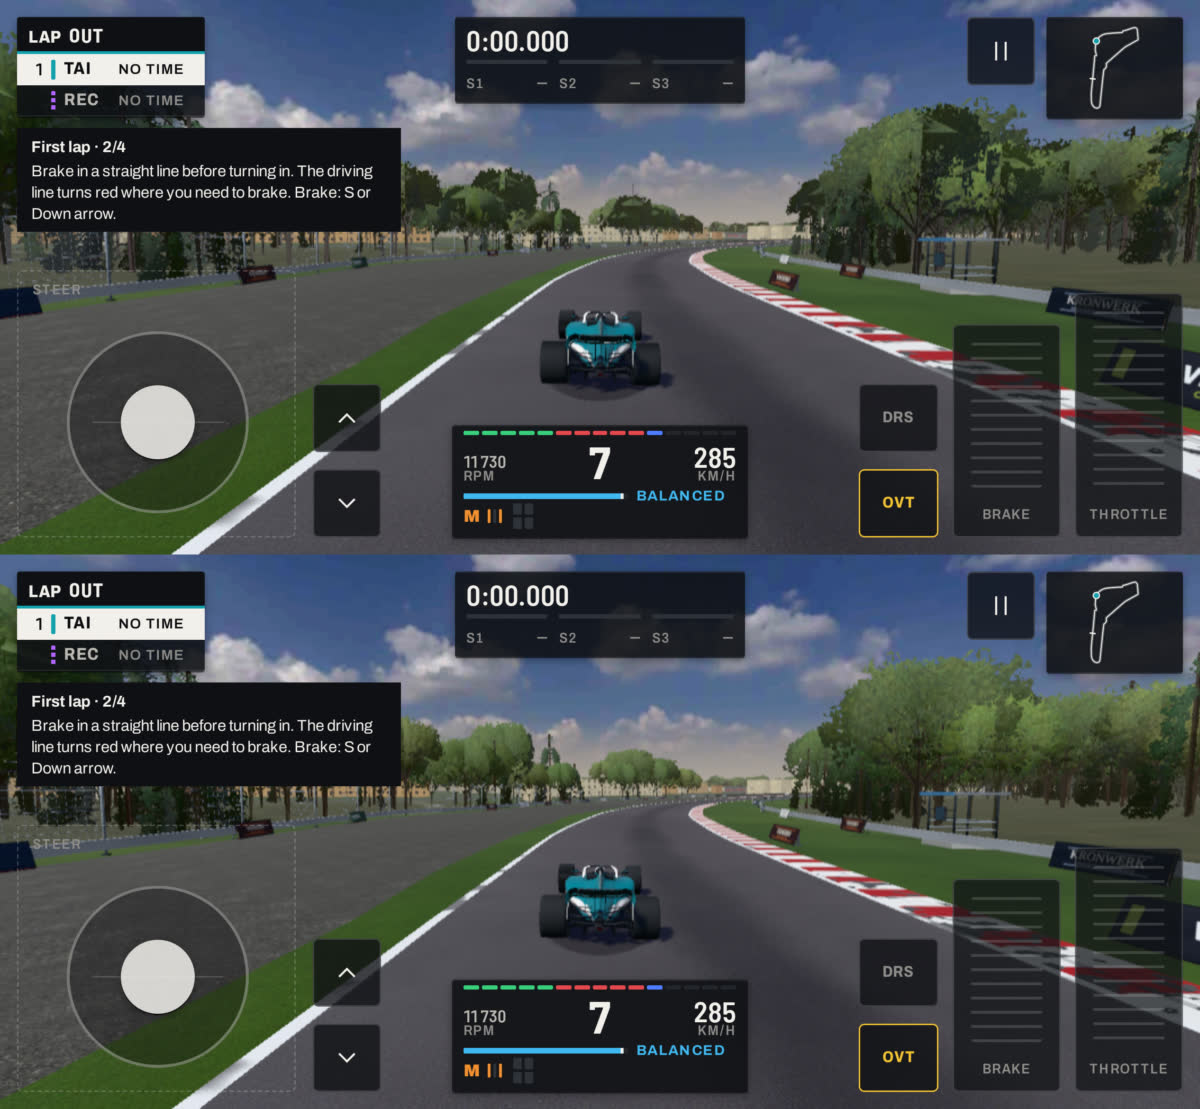 LAP OUT
0:00.000
1 TAI NO TIME
REC NO TIME
S1 – S2 – S3 –
First lap · 2/4
Brake in a straight line before turning in. The driving
line turns red where you need to brake. Brake: S or
Down arrow.
STEER
KRONWERK
DRS
OVT
BRAKE
THROTTLE
11730
RPM
7
285
KM/H
BALANCED
M
LAP OUT
0:00.000
1 TAI NO TIME
REC NO TIME
S1 – S2 – S3 –
First lap · 2/4
Brake in a straight line before turning in. The driving
line turns red where you need to brake. Brake: S or
Down arrow.
STEER
KRONWERK
DRS
OVT
BRAKE
THROTTLE
11730
RPM
7
285
KM/H
BALANCED
M